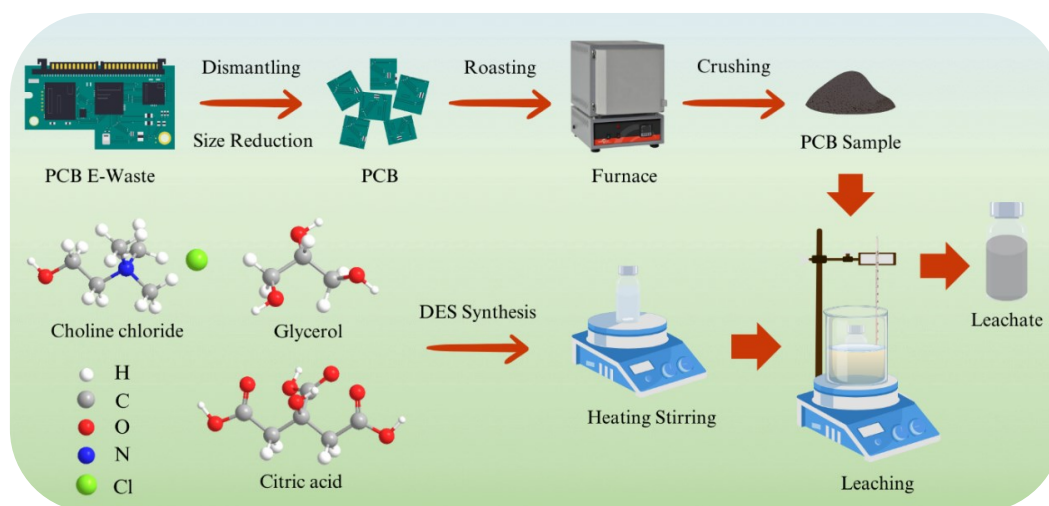 Dismantling
Size Reduction
Roasting
Crushing
PCB E-Waste
PCB
Furnace
PCB Sample
Choline chloride
Glycerol
DES Synthesis
Heating Stirring
Leachate
H
C
O
N
Cl
Citric acid
Leaching